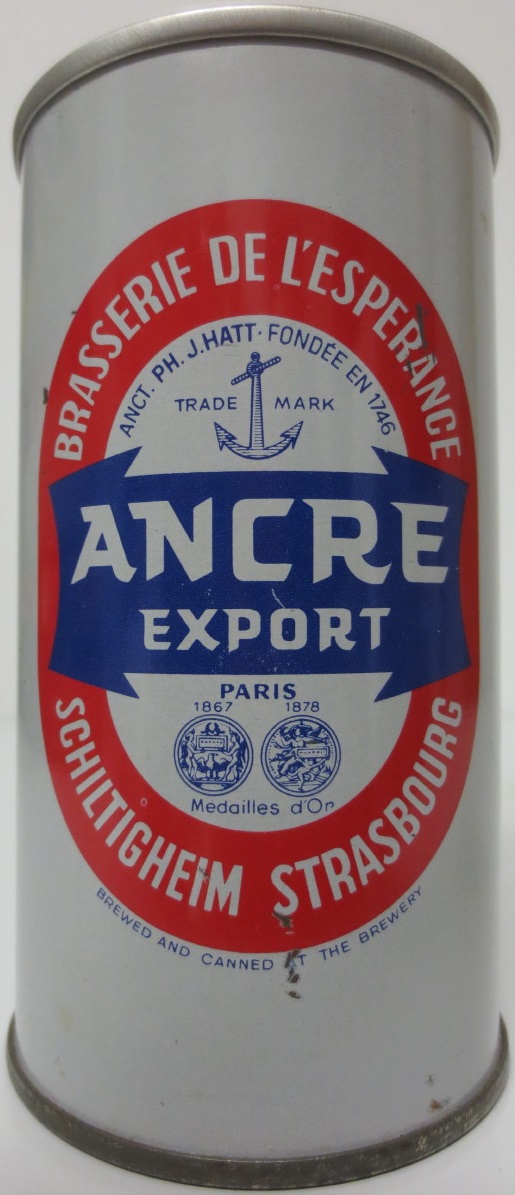 BRASSERIE DE L'ESPERANCE
ANCT. PH. J. HATT · FONDÉE EN 1746
TRADE MARK
ANCRE
EXPORT
PARIS
1867 1878
Medailles d'Or
SCHILTIGHEIM STRASBOURG
BREWED AND CANNED AT THE BREWERY